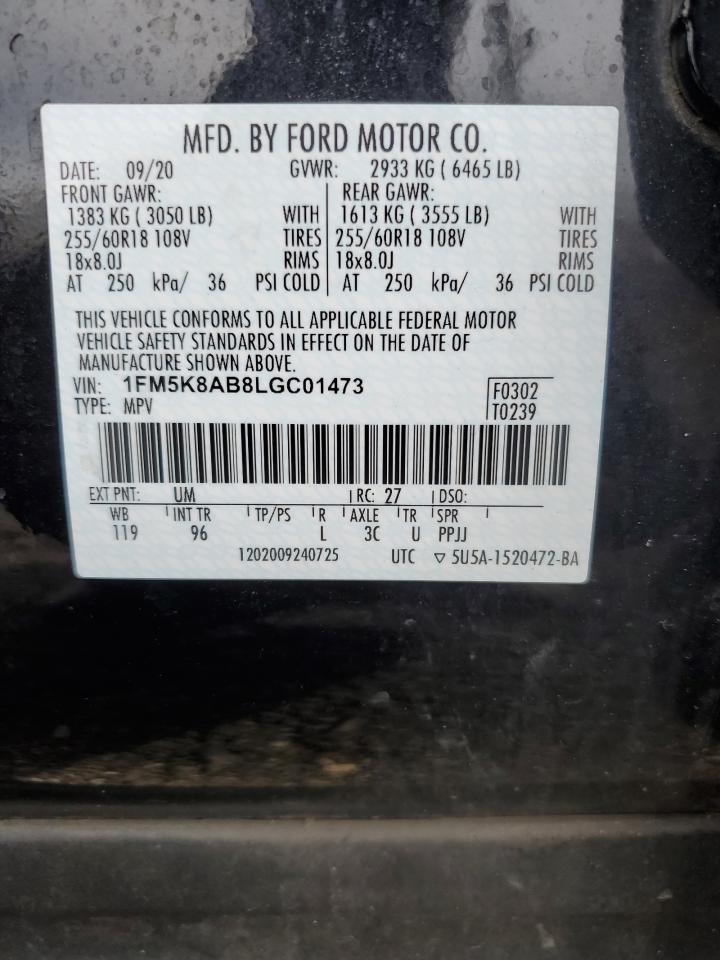 MFD. BY FORD MOTOR CO.
DATE: 09/20 GVWR: 2933 KG ( 6465 LB)
FRONT GAWR: REAR GAWR:
1383 KG ( 3050 LB) WITH 1613 KG ( 3555 LB) WITH
255/60R18 108V TIRES 255/60R18 108V TIRES
18x8.0J RIMS 18x8.0J RIMS
AT 250 kPa/ 36 PSI COLD AT 250 kPa/ 36 PSI COLD
THIS VEHICLE CONFORMS TO ALL APPLICABLE FEDERAL MOTOR
VEHICLE SAFETY STANDARDS IN EFFECT ON THE DATE OF
MANUFACTURE SHOWN ABOVE.
VIN: 1FM5K8AB8LGC01473 F0302
TYPE: MPV T0239
EXT PNT: UM RC: 27 DSO:
WB INT TR TP/PS R AXLE TR SPR
119 96 L 3C U PPJJ
1202009240725 UTC ▽ 5U5A-1520472-BA